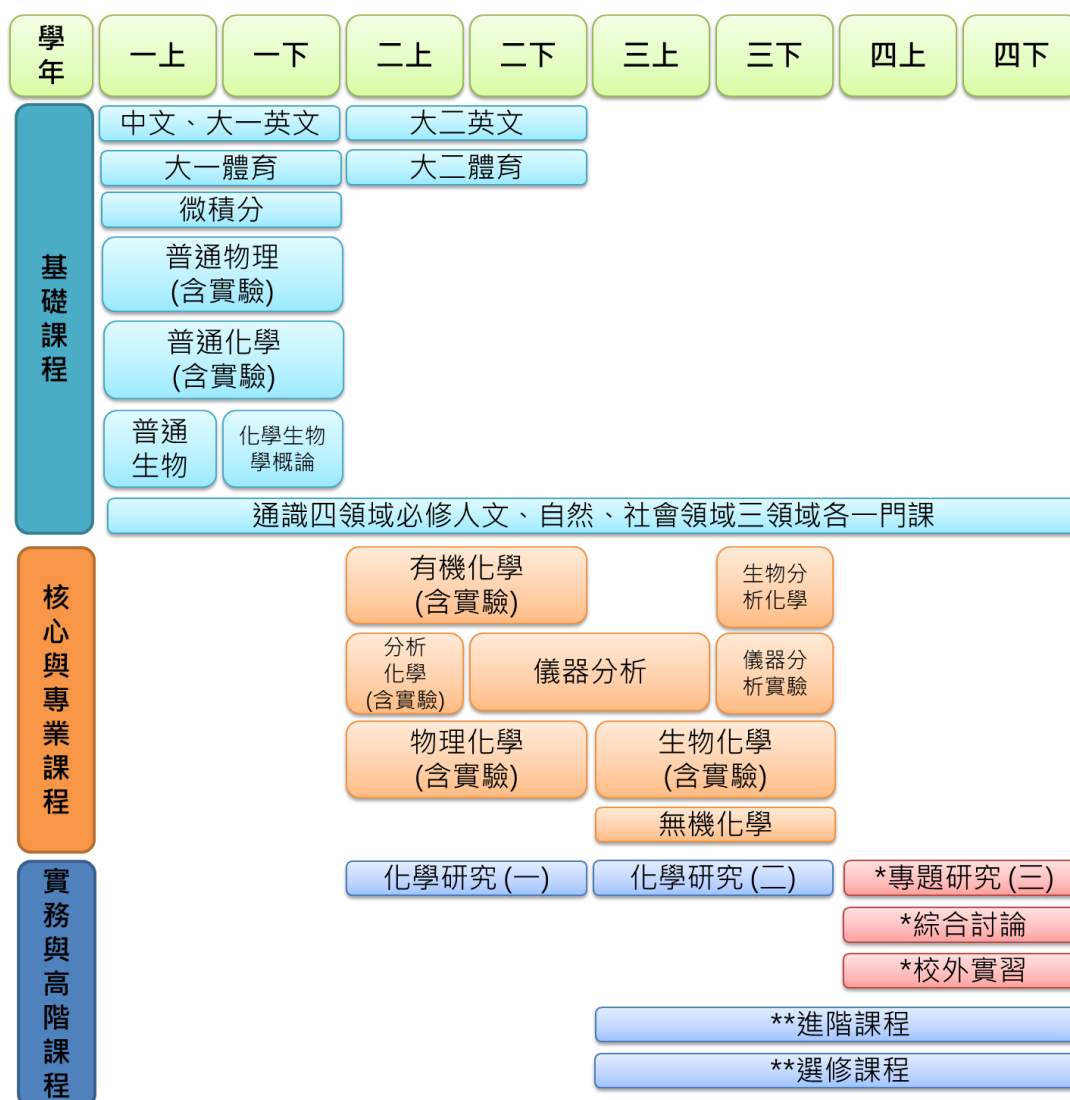 學年
一上
一下
二上
二下
三上
三下
四上
四下
基礎課程
中文、大一英文
大二英文
大一體育
大二體育
微積分
普通物理
(含實驗)
普通化學
(含實驗)
普通
生物
化學生物
學概論
通識四領域必修人文、自然、社會領域三領域各一門課
核心與專業課程
有機化學
(含實驗)
生物分
析化學
分析
化學
(含實驗)
儀器分析
儀器分
析實驗
物理化學
(含實驗)
生物化學
(含實驗)
無機化學
實務與高階課程
化學研究 (一)
化學研究 (二)
*專題研究 (三)
*綜合討論
*校外實習
**進階課程
**選修課程